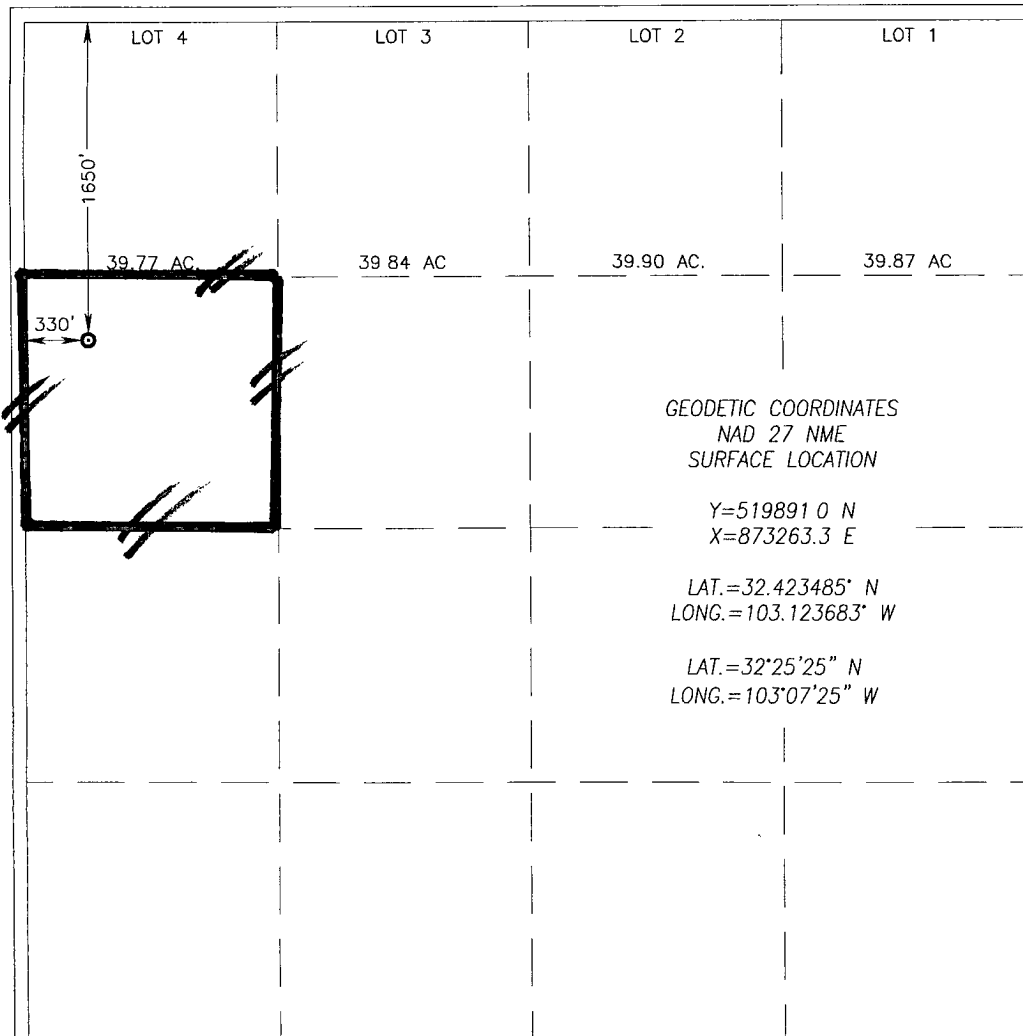 LOT 4 LOT 3 LOT 2 LOT 1
1650'
39.77 AC. 39 84 AC 39.90 AC. 39.87 AC
330'
GEODETIC COORDINATES
NAD 27 NME
SURFACE LOCATION
Y=519891 0 N
X=873263.3 E
LAT.=32.423485° N
LONG.=103.123683° W
LAT.=32°25'25" N
LONG.=103°07'25" W